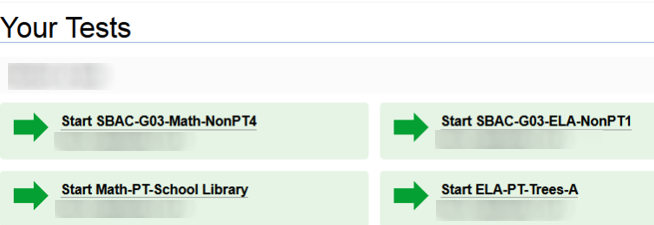 Your Tests
Start SBAC-G03-Math-NonPT4
Start SBAC-G03-ELA-NonPT1
Start Math-PT-School Library
Start ELA-PT-Trees-A